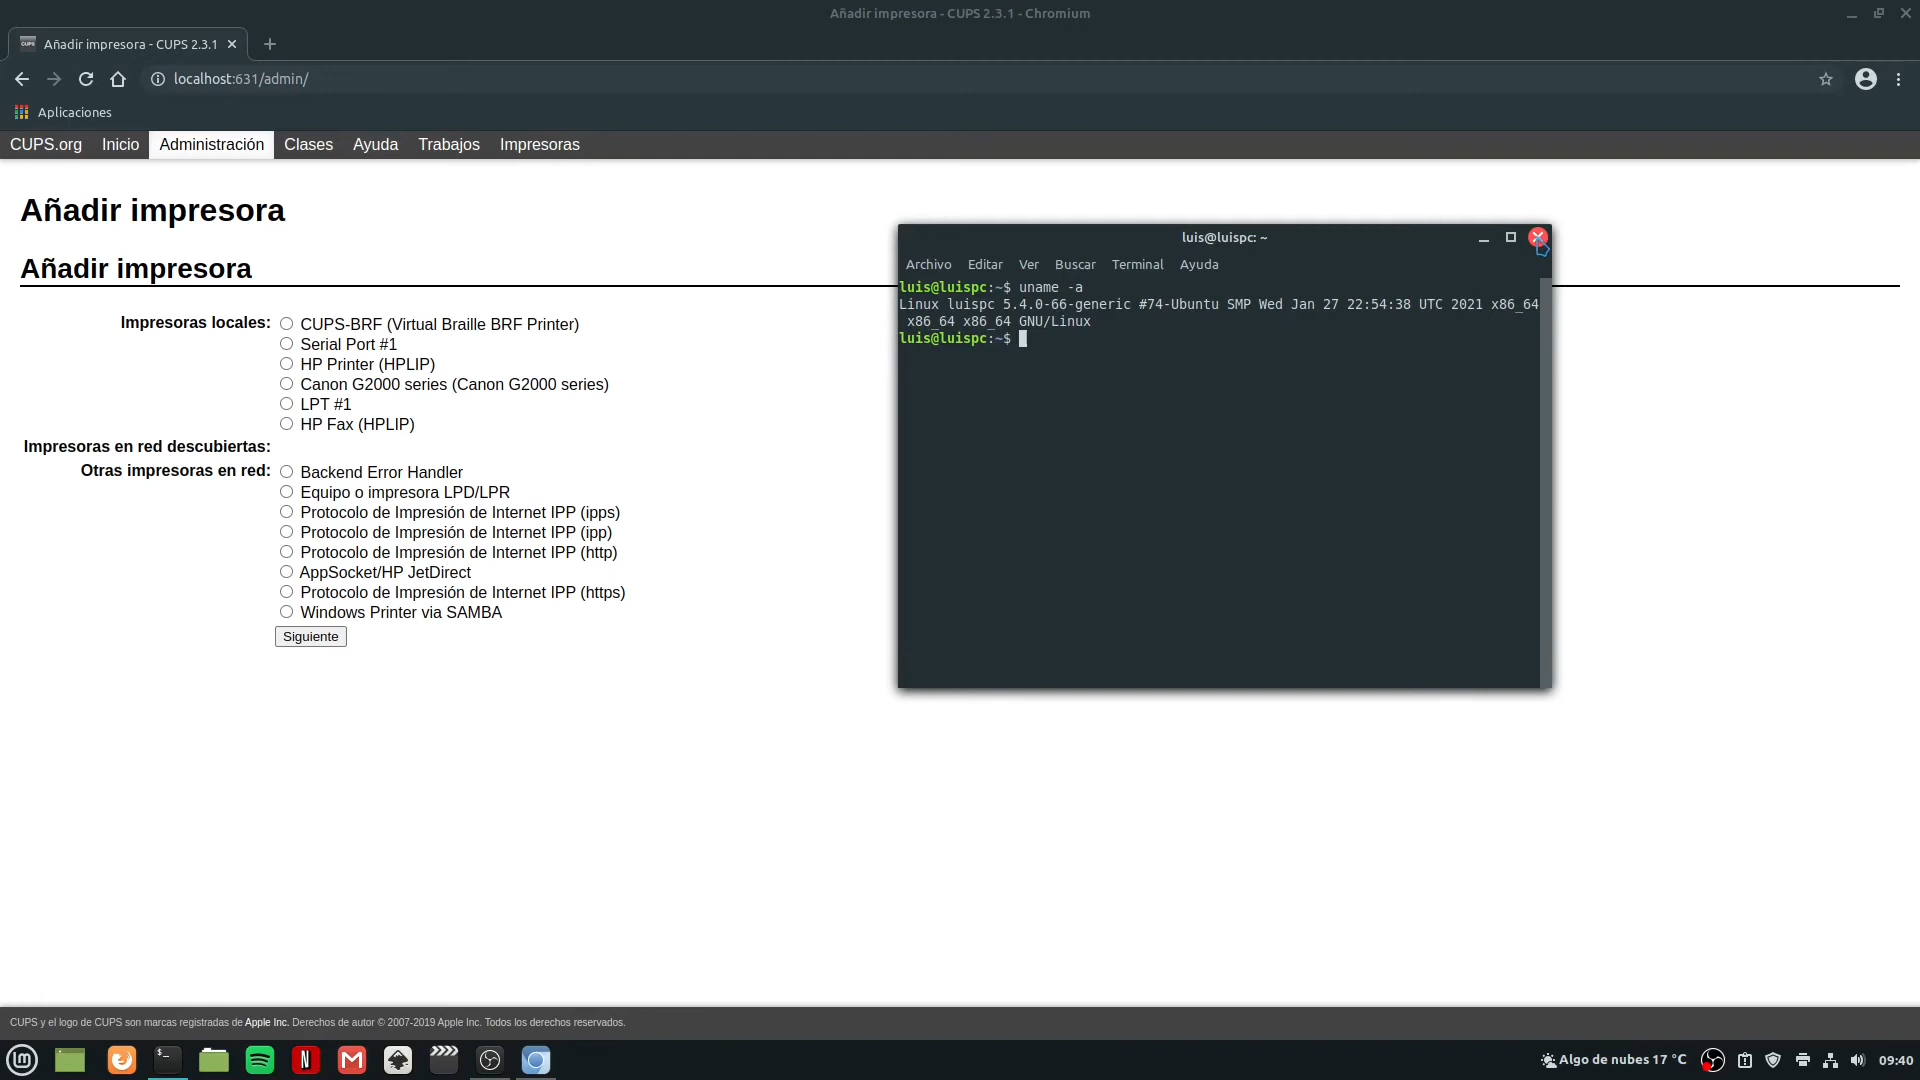 Añadir impresora - CUPS 2.3.1 - Chromium
CUPS
Añadir impresora - CUPS 2.3.1
localhost:631/admin/
Aplicaciones
CUPS.org Inicio Administración Clases Ayuda Trabajos Impresoras
Añadir impresora
Añadir impresora
Impresoras locales:
CUPS-BRF (Virtual Braille BRF Printer)
Serial Port #1
HP Printer (HPLIP)
Canon G2000 series (Canon G2000 series)
LPT #1
HP Fax (HPLIP)
Impresoras en red descubiertas:
Otras impresoras en red:
Backend Error Handler
Equipo o impresora LPD/LPR
Protocolo de Impresión de Internet IPP (ipps)
Protocolo de Impresión de Internet IPP (ipp)
Protocolo de Impresión de Internet IPP (http)
AppSocket/HP JetDirect
Protocolo de Impresión de Internet IPP (https)
Windows Printer via SAMBA
Siguiente
luis@luispc: ~
Archivo Editar Ver Buscar Terminal Ayuda
luis@luispc:~$ uname -a
Linux luispc 5.4.0-66-generic #74-Ubuntu SMP Wed Jan 27 22:54:38 UTC 2021 x86_64
x86_64 x86_64 GNU/Linux
luis@luispc:~$
CUPS y el logo de CUPS son marcas registradas de Apple Inc. Derechos de autor © 2007-2019 Apple Inc. Todos los derechos reservados.
Algo de nubes 17 °C
09:40